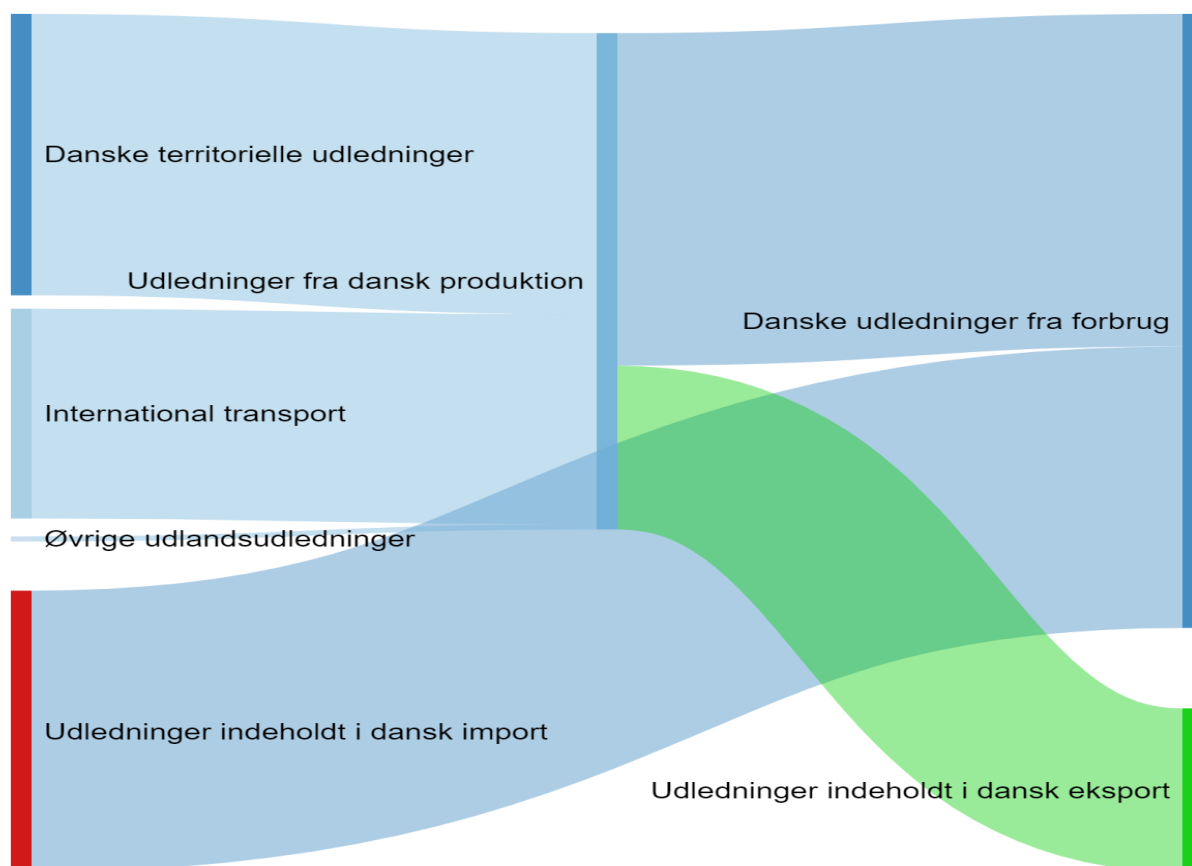 Danske territorielle udledninger
Udledninger fra dansk produktion
Danske udledninger fra forbrug
International transport
Øvrige udlandsudledninger
Udledninger indeholdt i dansk import
Udledninger indeholdt i dansk eksport